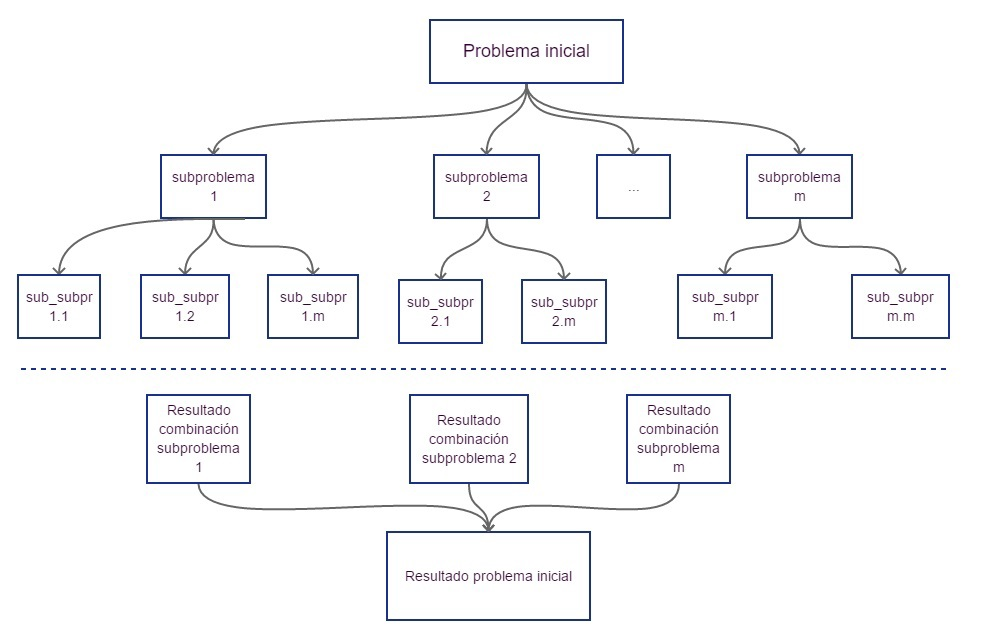 Problema inicial
subproblema
1
subproblema
2
...
subproblema
m
sub_subpr
1.1
sub_subpr
1.2
sub_subpr
1.m
sub_subpr
2.1
sub_subpr
2.m
sub_subpr
m.1
sub_subpr
m.m
Resultado
combinación
subproblema
1
Resultado
combinación
subproblema 2
Resultado
combinación
subproblema
m
Resultado problema inicial